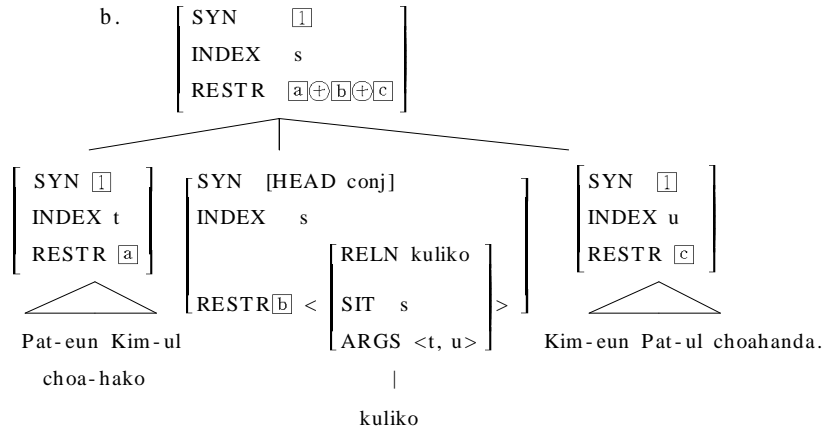 b.
SYN 1
INDEX s
RESTR a⊕b⊕c
SYN 1
INDEX t
RESTR a
SYN [HEAD conj]
INDEX s
RESTR b < >
RELN kuliko
SIT s
ARGS <t, u>
SYN 1
INDEX u
RESTR c
Pat-eun Kim-ul
choa-hako
kuliko
Kim-eun Pat-ul choahanda.